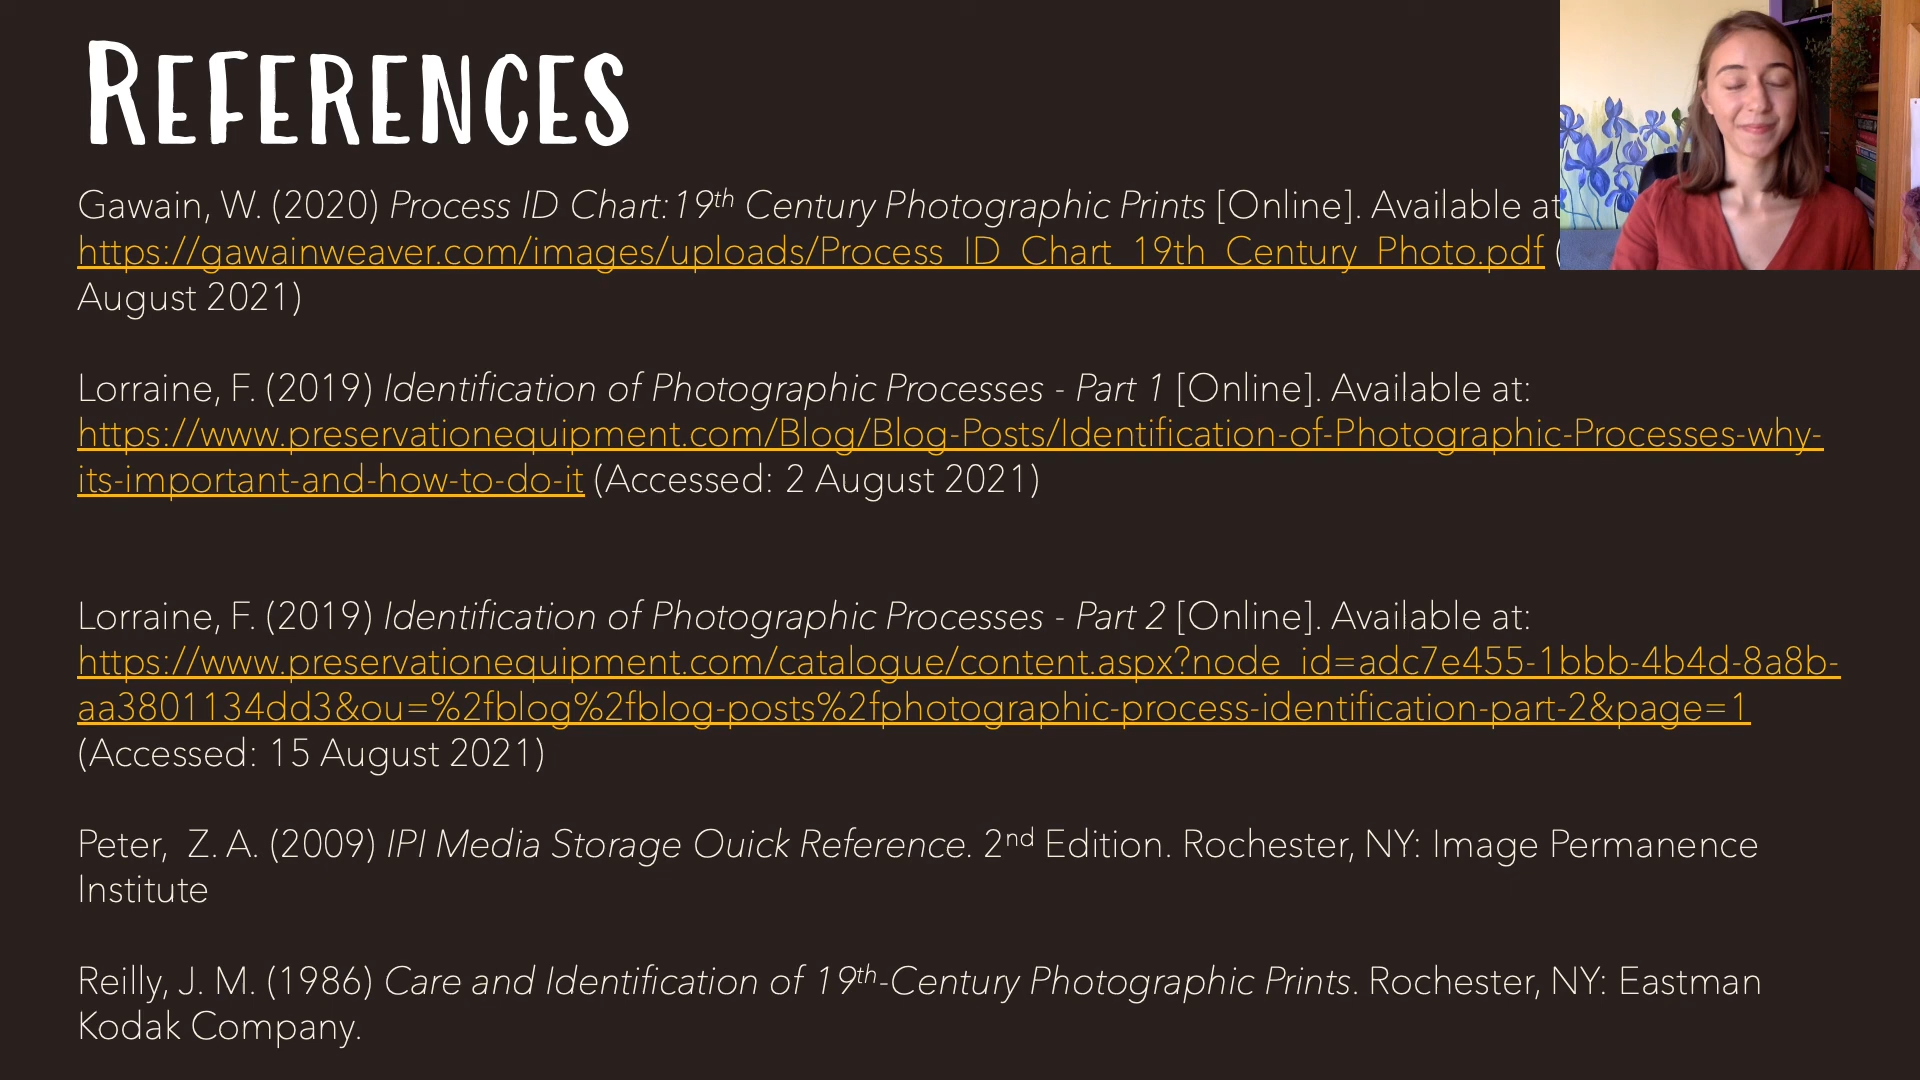 REFERENCES
Gawain, W. (2020) Process ID Chart:19th Century Photographic Prints [Online]. Available at
https://gawainweaver.com/images/uploads/Process_ID_Chart_19th_Century_Photo.pdf (
August 2021)
Lorraine, F. (2019) Identification of Photographic Processes - Part 1 [Online]. Available at:
https://www.preservationequipment.com/Blog/Blog-Posts/Identification-of-Photographic-Processes-why-
its-important-and-how-to-do-it (Accessed: 2 August 2021)
Lorraine, F. (2019) Identification of Photographic Processes - Part 2 [Online]. Available at:
https://www.preservationequipment.com/catalogue/content.aspx?node_id=adc7e455-1bbb-4b4d-8a8b-
aa3801134dd3&ou=%2fblog%2fblog-posts%2fphotographic-process-identification-part-2&page=1
(Accessed: 15 August 2021)
Peter, Z. A. (2009) IPI Media Storage Ouick Reference. 2nd Edition. Rochester, NY: Image Permanence
Institute
Reilly, J. M. (1986) Care and Identification of 19th-Century Photographic Prints. Rochester, NY: Eastman
Kodak Company.